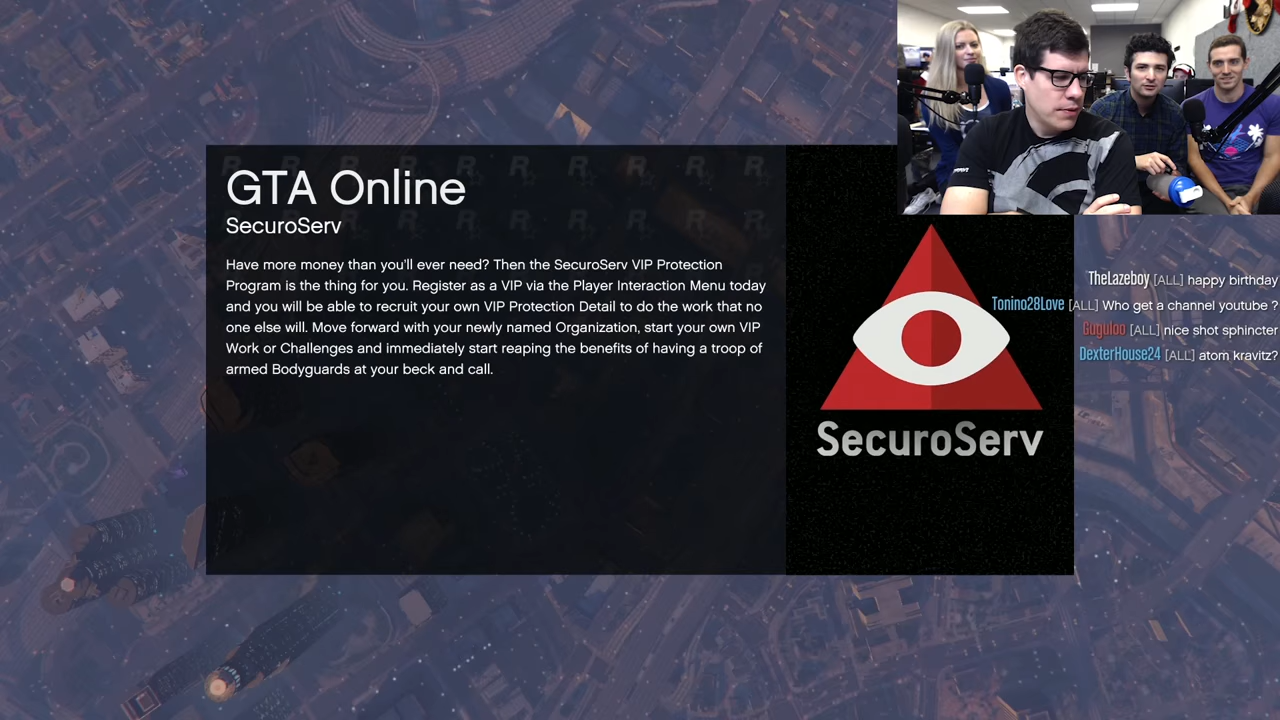 GTA Online
SecuroServ
Have more money than you'll ever need? Then the SecuroServ VIP Protection
Program is the thing for you. Register as a VIP via the Player Interaction Menu today
and you will be able to recruit your own VIP Protection Detail to do the work that no
one else will. Move forward with your newly named Organization, start your own VIP
Work or Challenges and immediately start reaping the benefits of having a troop of
armed Bodyguards at your beck and call.
SecuroServ
TheLazeboy [ALL] happy birthday
Tonino28Love [ALL] Who get a channel youtube ?
Guguloo [ALL] nice shot sphincter
DexterHouse24 [ALL] atom kravitz?